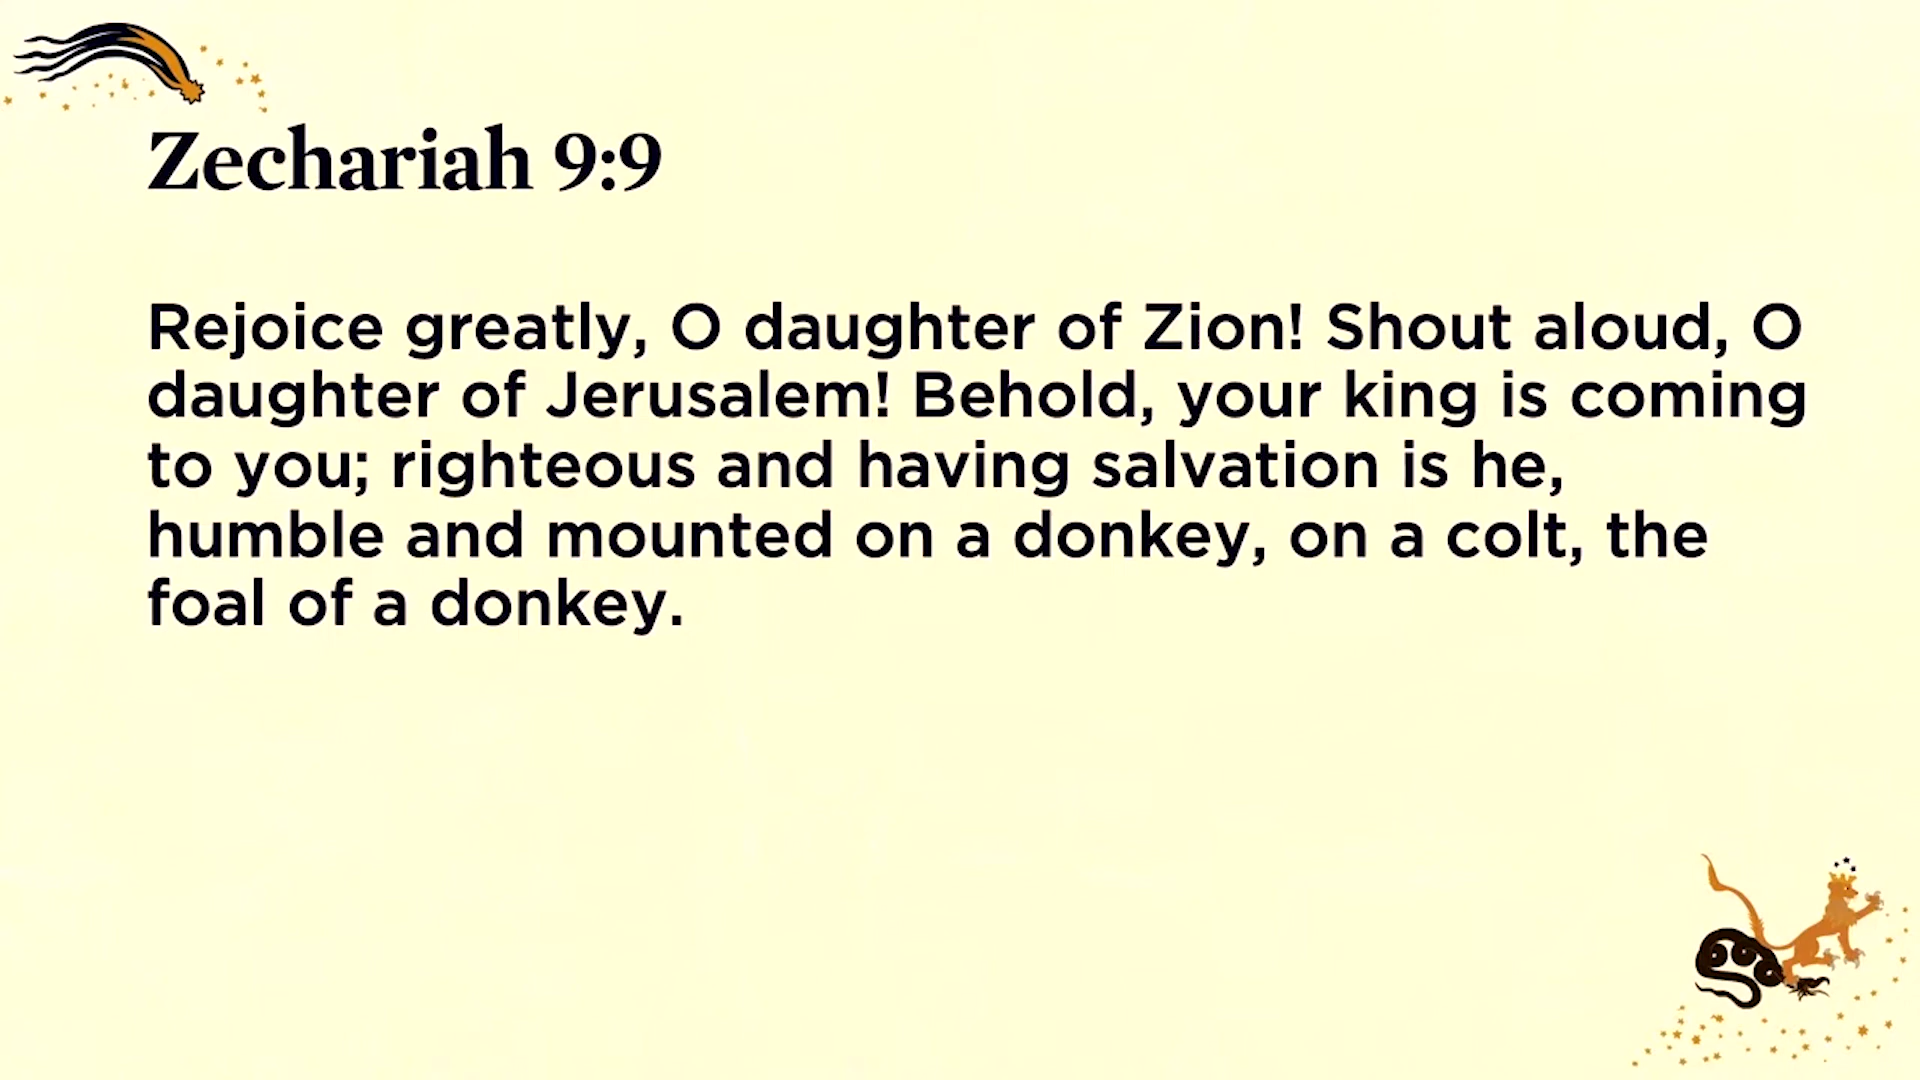 Zechariah 9:9
Rejoice greatly, O daughter of Zion! Shout aloud, O
daughter of Jerusalem! Behold, your king is coming
to you; righteous and having salvation is he,
humble and mounted on a donkey, on a colt, the
foal of a donkey.